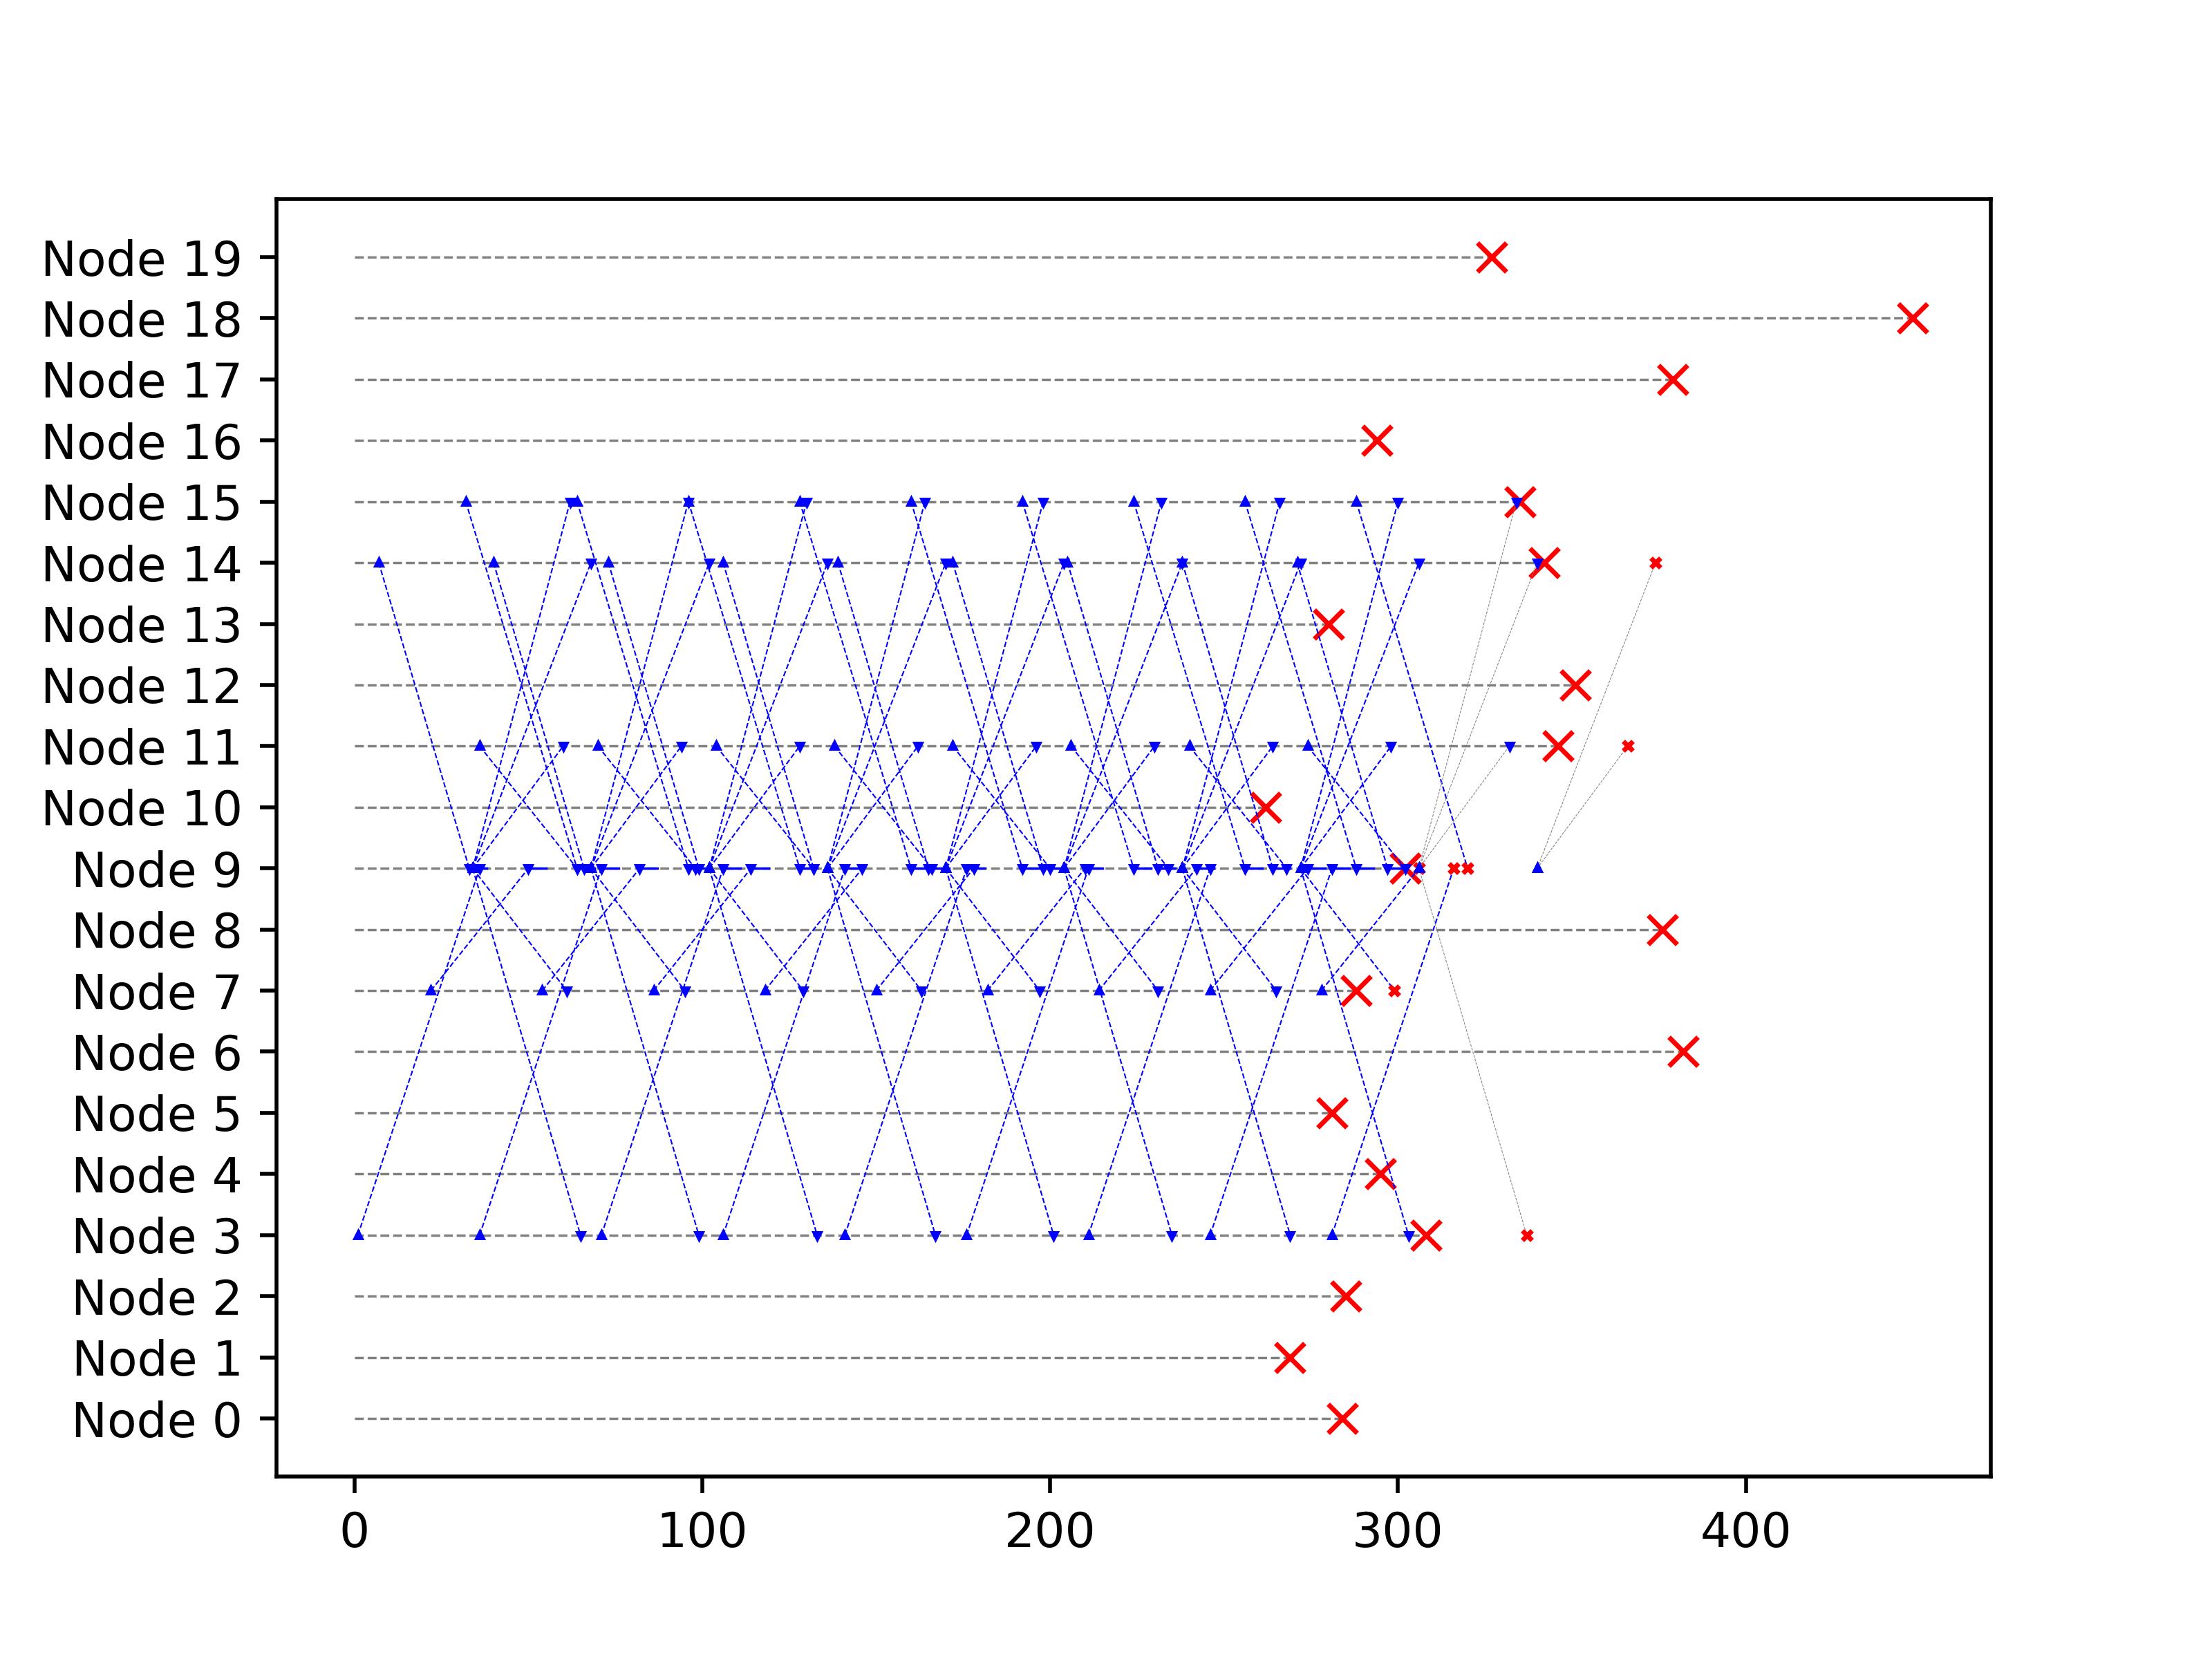 Node 19
Node 18
Node 17
Node 16
Node 15
Node 14
Node 13
Node 12
Node 11
Node 10
Node 9
Node 8
Node 7
Node 6
Node 5
Node 4
Node 3
Node 2
Node 1
Node 0
0 100 200 300 400